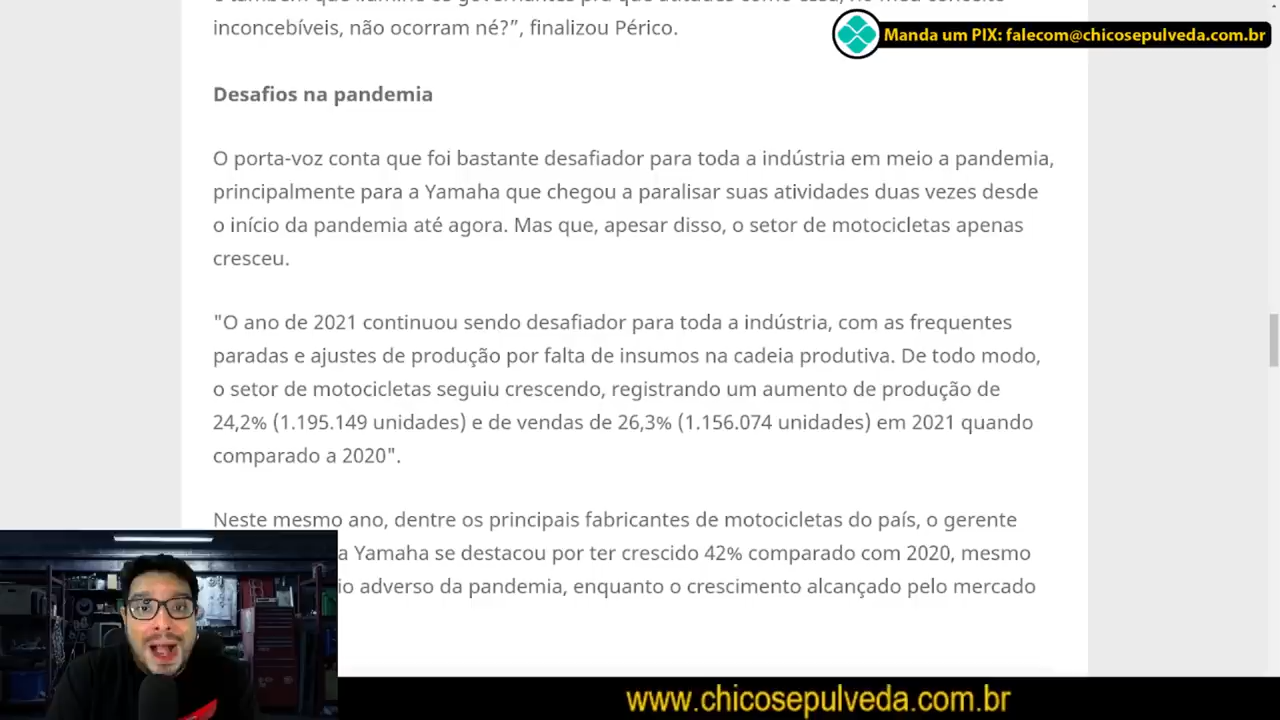 inconcebíveis, não ocorram né?”, finalizou Périco.
Manda um PIX: falecom@chicosepulveda.com.br
Desafios na pandemia
O porta-voz conta que foi bastante desafiador para toda a indústria em meio a pandemia,
principalmente para a Yamaha que chegou a paralisar suas atividades duas vezes desde
o início da pandemia até agora. Mas que, apesar disso, o setor de motocicletas apenas
cresceu.
"O ano de 2021 continuou sendo desafiador para toda a indústria, com as frequentes
paradas e ajustes de produção por falta de insumos na cadeia produtiva. De todo modo,
o setor de motocicletas seguiu crescendo, registrando um aumento de produção de
24,2% (1.195.149 unidades) e de vendas de 26,3% (1.156.074 unidades) em 2021 quando
comparado a 2020".
Neste mesmo ano, dentre os principais fabricantes de motocicletas do país, o gerente
a Yamaha se destacou por ter crescido 42% comparado com 2020, mesmo
io adverso da pandemia, enquanto o crescimento alcançado pelo mercado
www.chicosepulveda.com.br